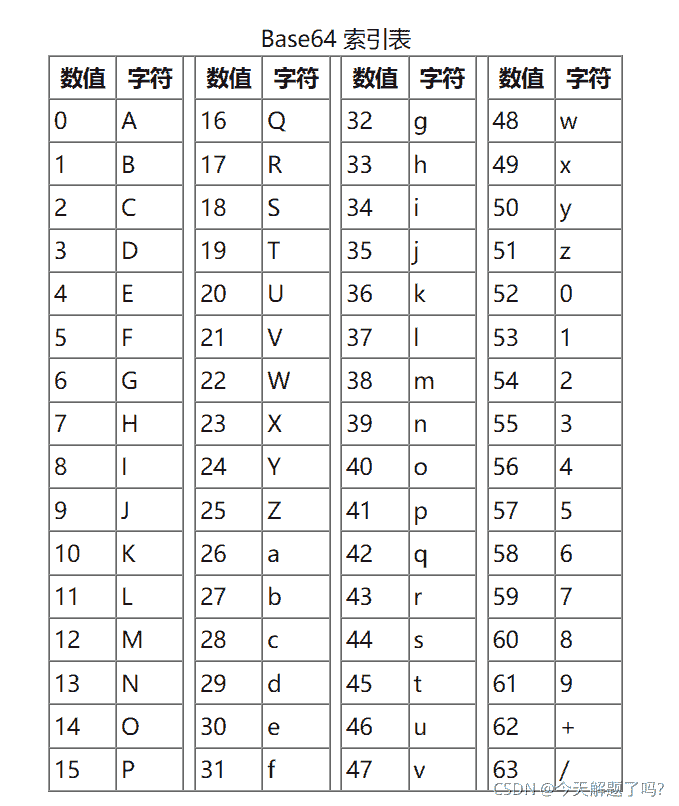 Base64 索引表
数值 字符 数值 字符 数值 字符 数值 字符
0 A 16 Q 32 g 48 w
1 B 17 R 33 h 49 x
2 C 18 S 34 i 50 y
3 D 19 T 35 j 51 z
4 E 20 U 36 k 52 0
5 F 21 V 37 l 53 1
6 G 22 W 38 m 54 2
7 H 23 X 39 n 55 3
8 I 24 Y 40 o 56 4
9 J 25 Z 41 p 57 5
10 K 26 a 42 q 58 6
11 L 27 b 43 r 59 7
12 M 28 c 44 s 60 8
13 N 29 d 45 t 61 9
14 O 30 e 46 u 62 +
15 P 31 f 47 v 63 /
CSDN @今天解题了吗?